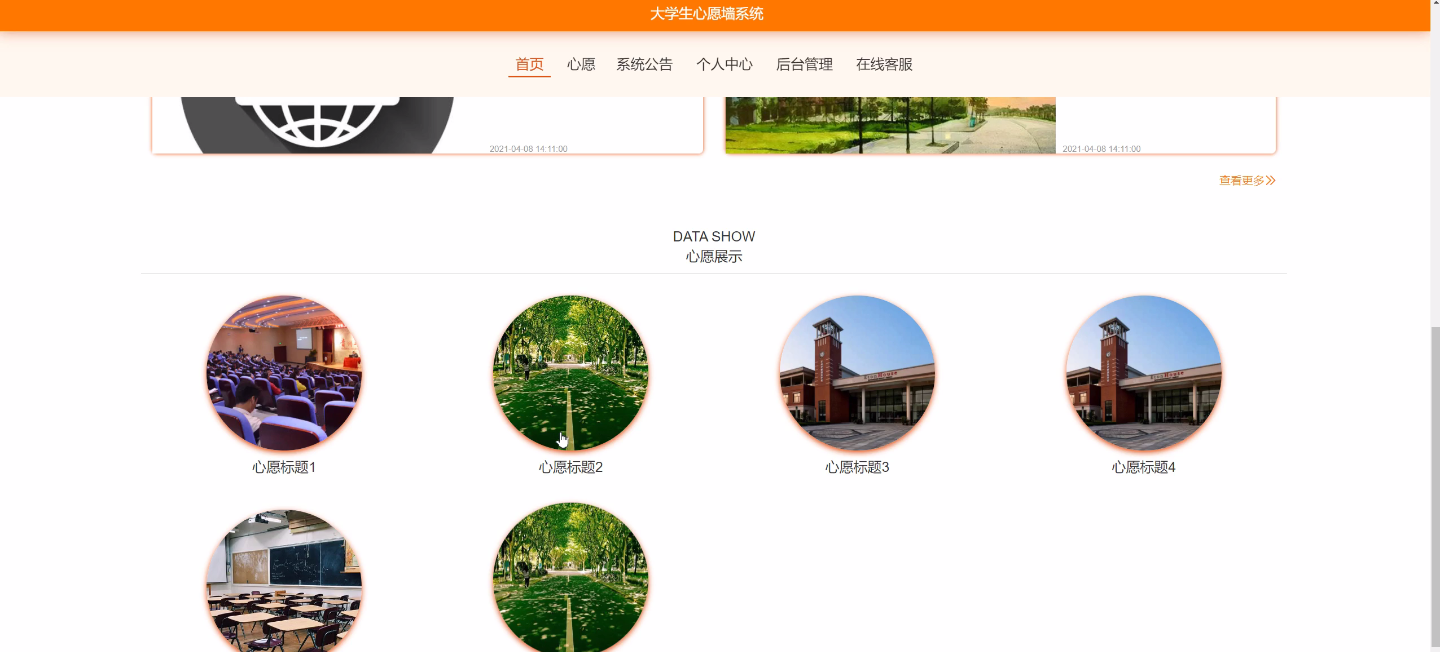 大学生心愿墙系统
首页 心愿 系统公告 个人中心 后台管理 在线客服
2021-04-08 14:11:00 2021-04-08 14:11:00
查看更多
DATA SHOW
心愿展示
心愿标题1 心愿标题2 心愿标题3 心愿标题4